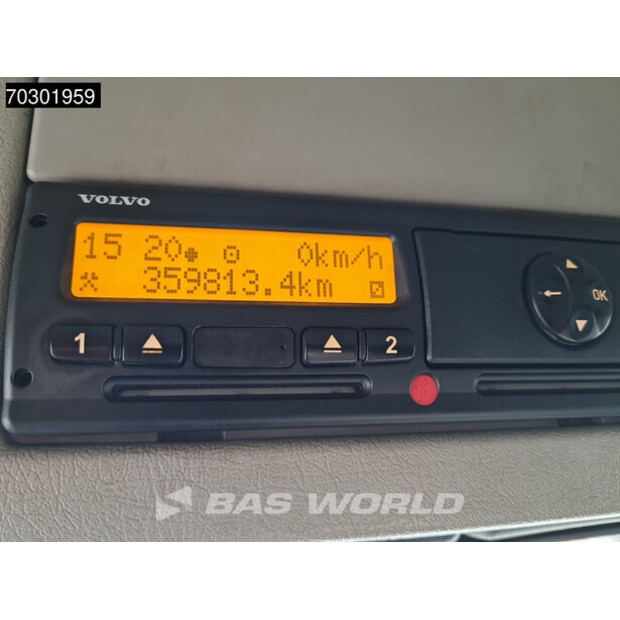 70301959
VOLVO
15 20 0km/h
359813.4km
1 2
OK
BAS WORLD